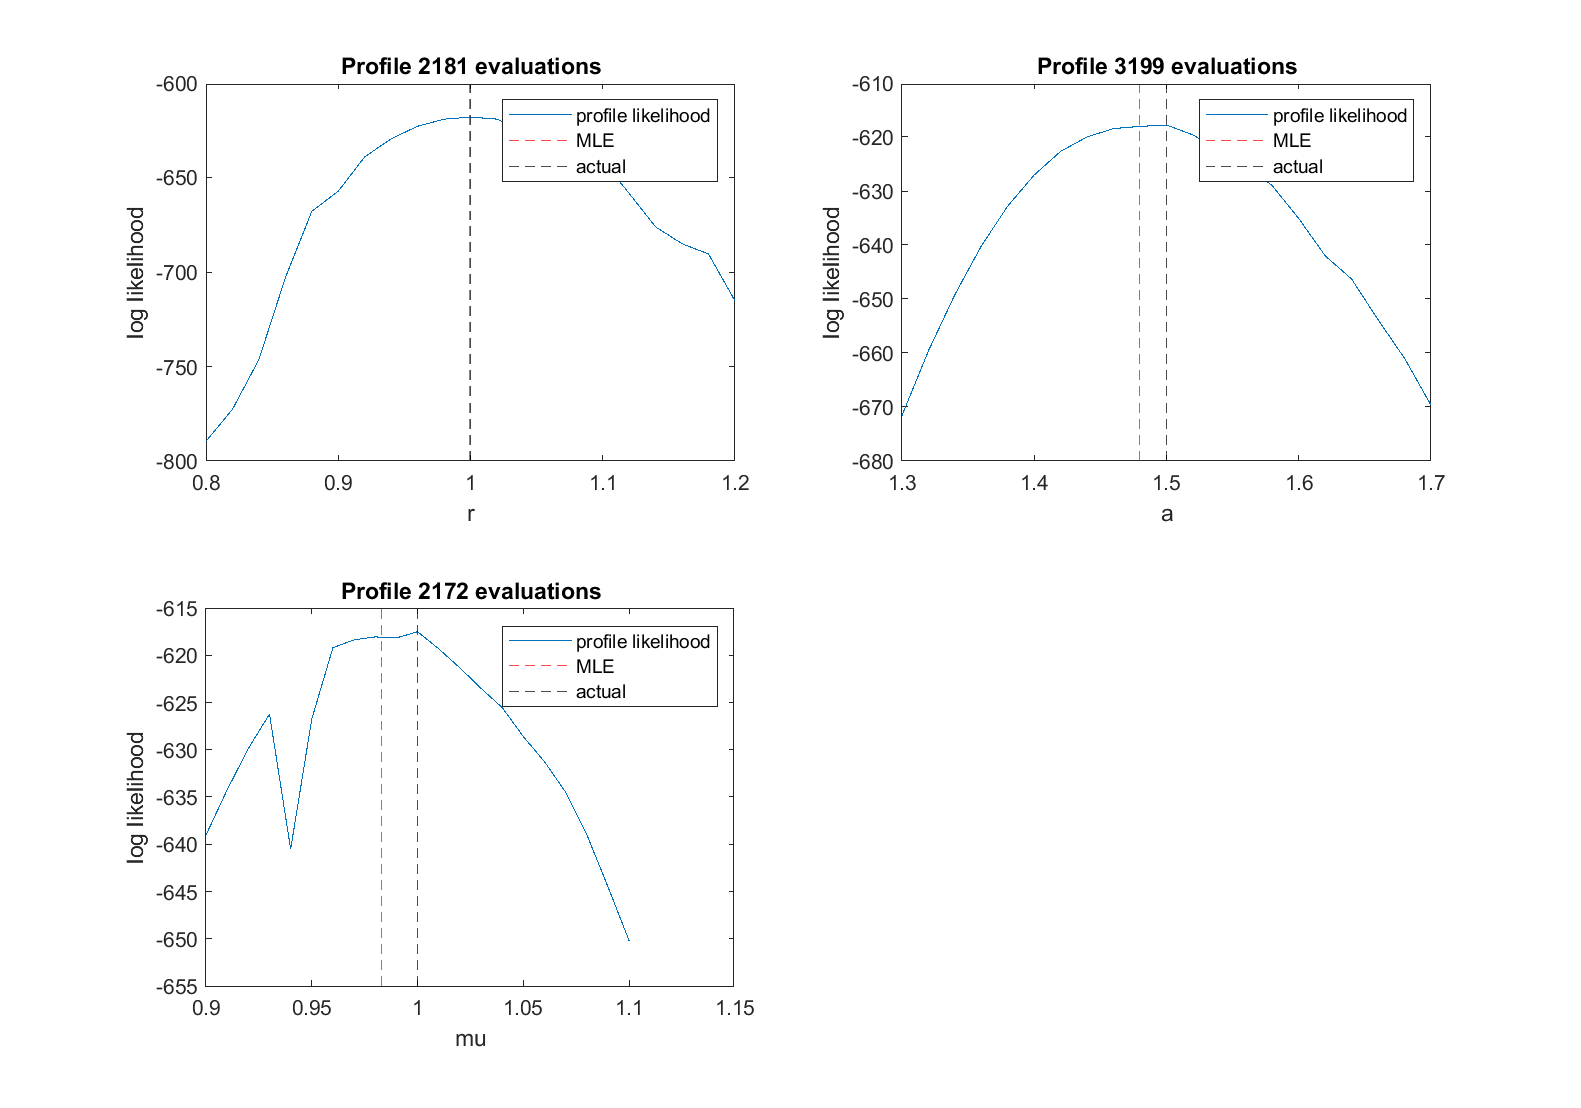 Profile 2181 evaluations
-600
-650
-700
-750
-800
log likelihood
0.8 0.9 1 1.1 1.2
r
profile likelihood
MLE
actual
Profile 3199 evaluations
-610
-620
-630
-640
-650
-660
-670
-680
log likelihood
1.3 1.4 1.5 1.6 1.7
a
profile likelihood
MLE
actual
Profile 2172 evaluations
-615
-620
-625
-630
-635
-640
-645
-650
-655
log likelihood
0.9 0.95 1 1.05 1.1 1.15
mu
profile likelihood
MLE
actual